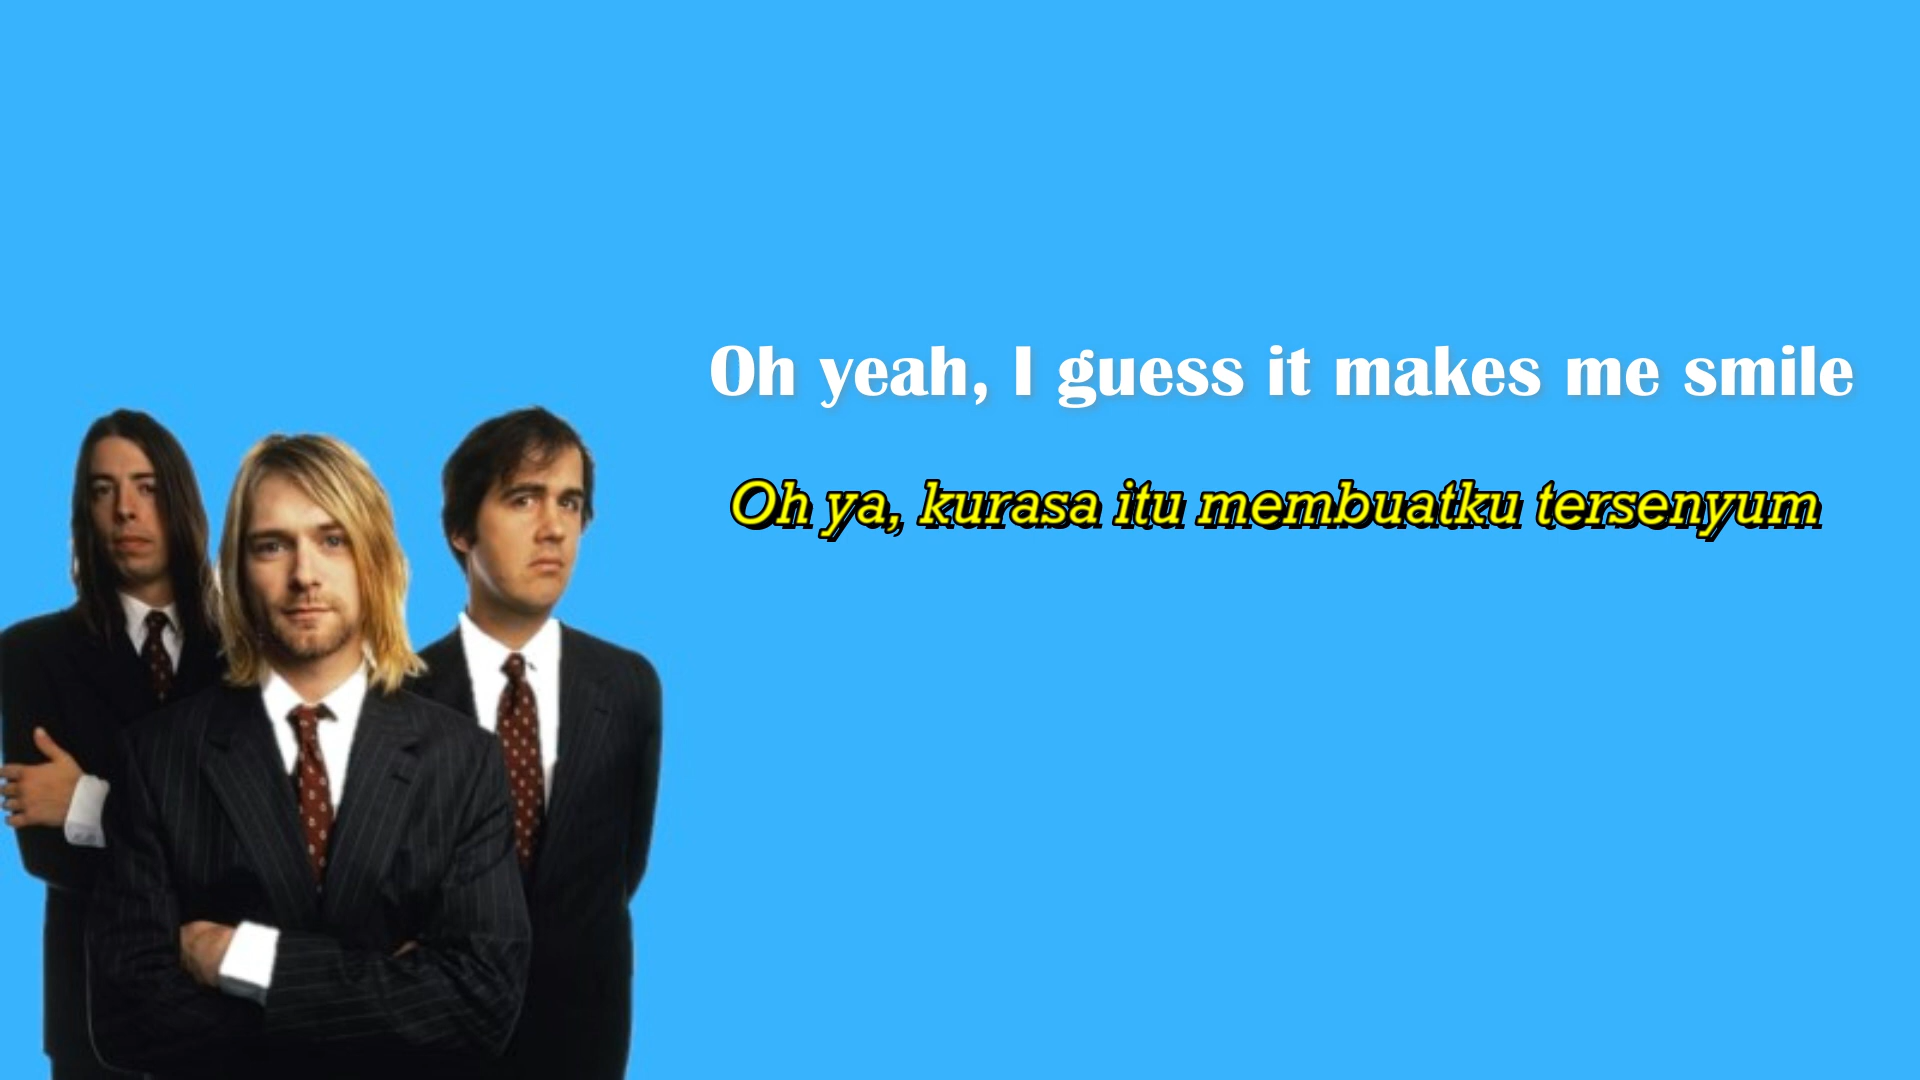 Oh yeah, I guess it makes me smile
Oh ya, kurasa itu membuatku tersenyum